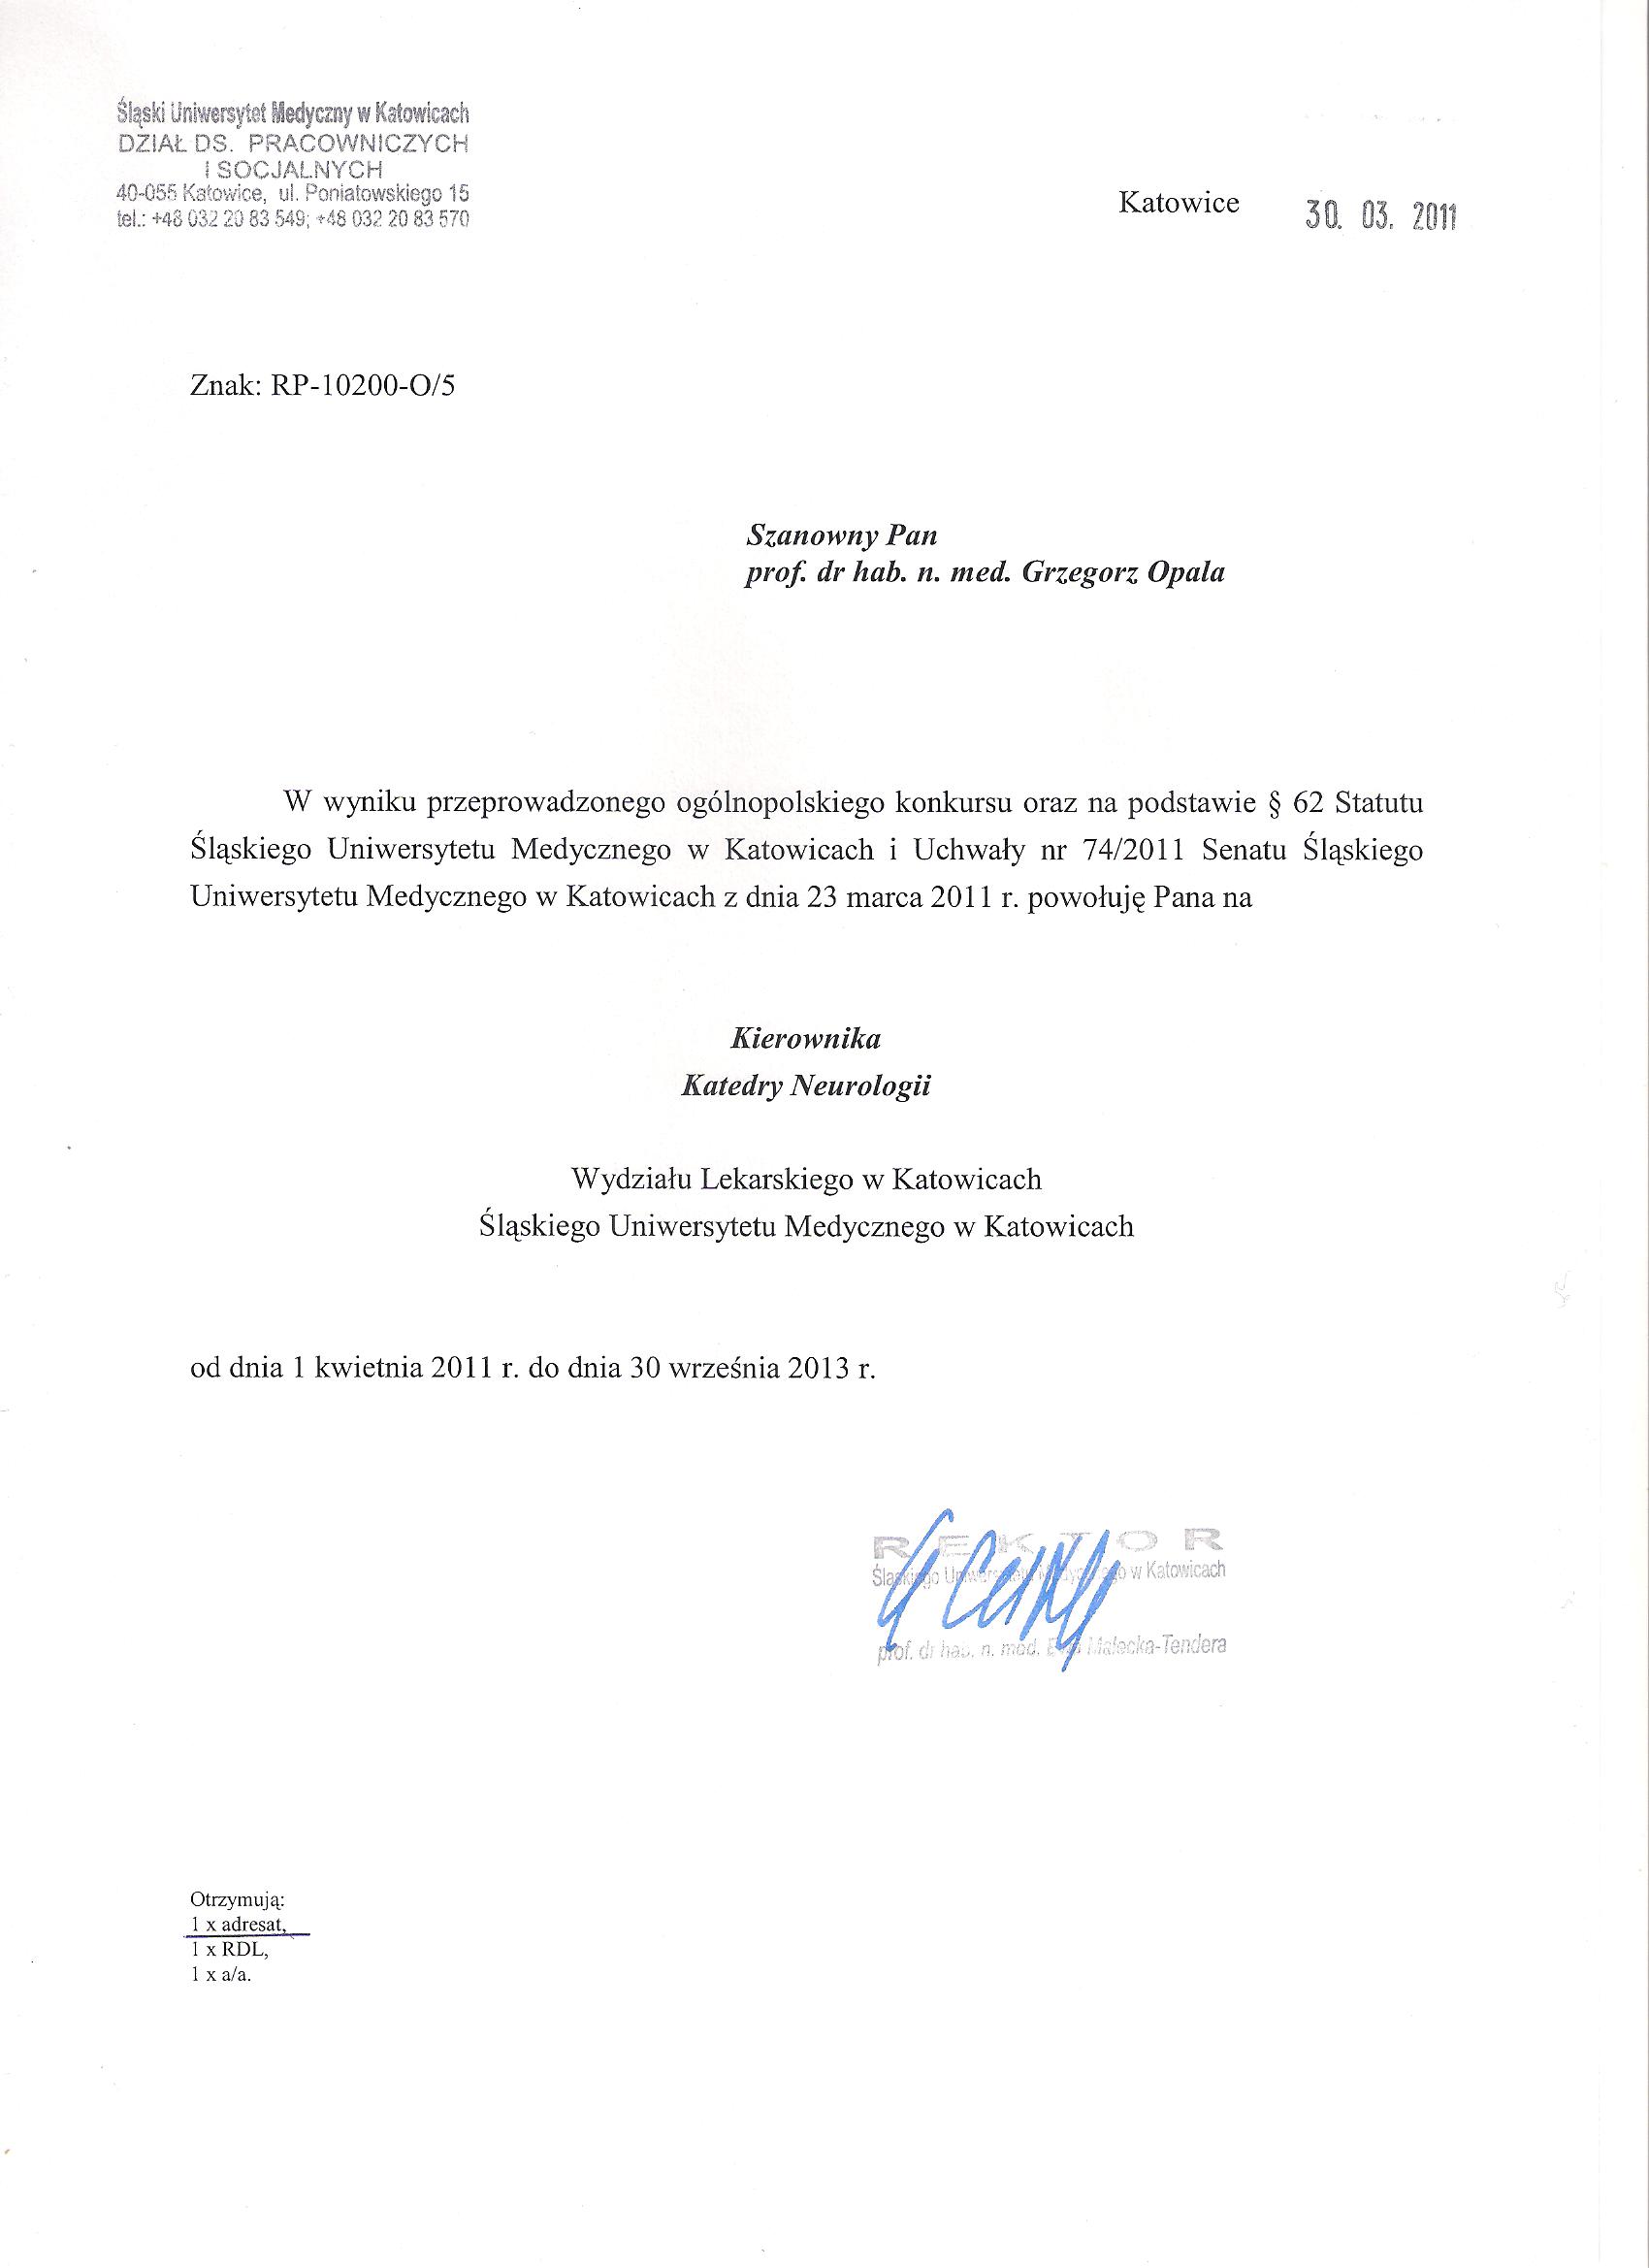 Śląski Uniwersytet Medyczny w Katowicach
DZIAŁ DS. PRACOWNICZYCH
I SOCJALNYCH
40-055 Katowice, ul. Poniatowskiego 15
tel.: +48 032 20 83 549; +48 032 20 83 570
Katowice 30. 03. 2011
Znak: RP-10200-O/5
Szanowny Pan
prof. dr hab. n. med. Grzegorz Opala
W wyniku przeprowadzonego ogólnopolskiego konkursu oraz na podstawie § 62 Statutu
Śląskiego Uniwersytetu Medycznego w Katowicach i Uchwały nr 74/2011 Senatu Śląskiego
Uniwersytetu Medycznego w Katowicach z dnia 23 marca 2011 r. powołuję Pana na
Kierownika
Katedry Neurologii
Wydziału Lekarskiego w Katowicach
Śląskiego Uniwersytetu Medycznego w Katowicach
od dnia 1 kwietnia 2011 r. do dnia 30 września 2013 r.
REKTOR
Śląskiego Uniwersytetu Medycznego w Katowicach
prof. dr hab. n. med. Ewa Małecka-Tendera
Otrzymują:
1 x adresat,
1 x RDL,
1 x a/a.